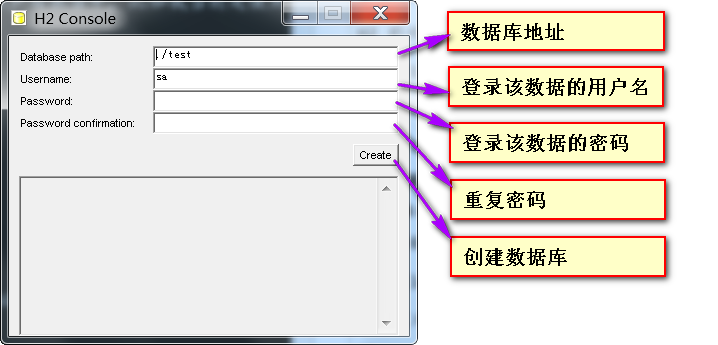 H2 Console
Database path:
./test
数据库地址
Username:
sa
登录该数据的用户名
Password:
登录该数据的密码
Password confirmation:
重复密码
Create
创建数据库